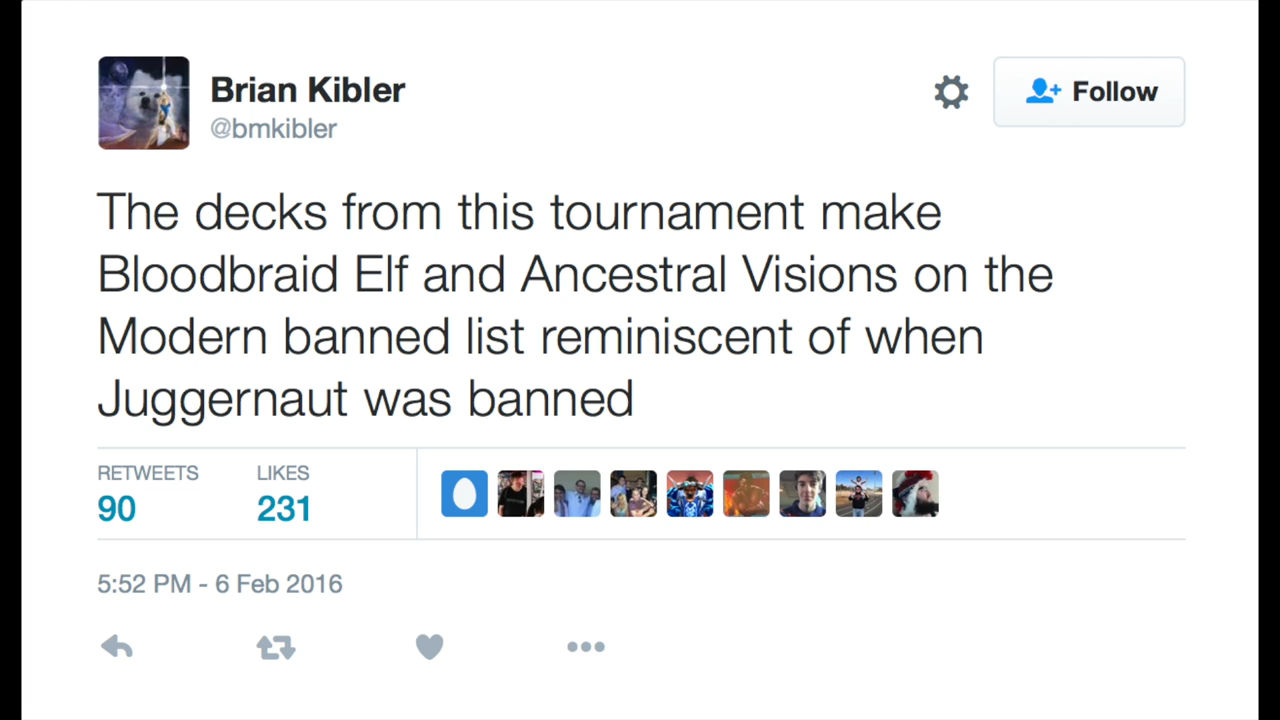 Brian Kibler
@bmkibler
Follow
The decks from this tournament make
Bloodbraid Elf and Ancestral Visions on the
Modern banned list reminiscent of when
Juggernaut was banned
RETWEETS LIKES
90 231
5:52 PM - 6 Feb 2016